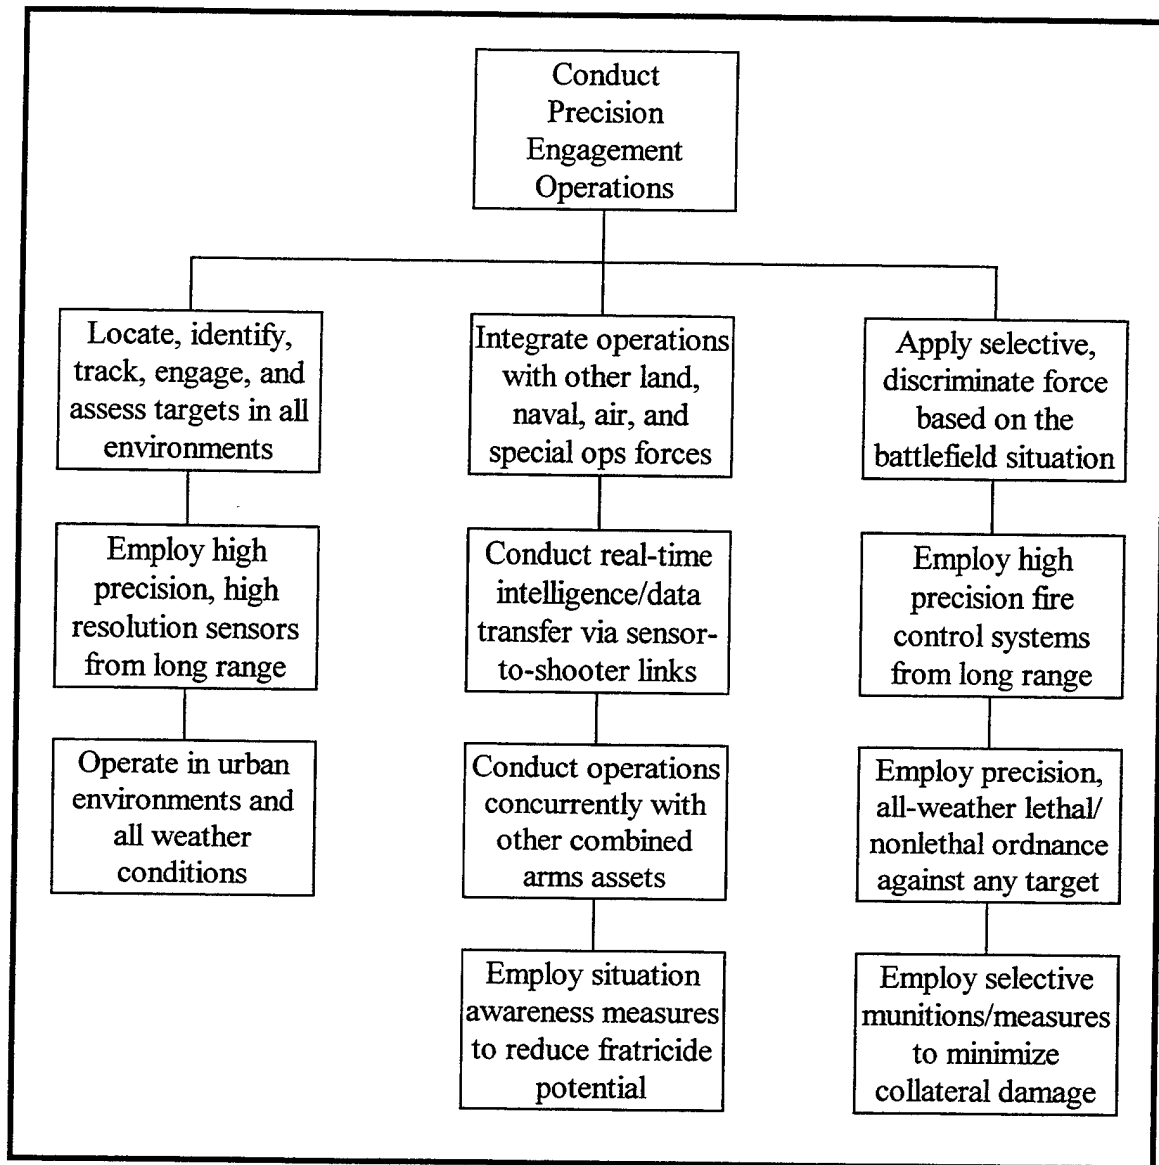 Conduct
Precision
Engagement
Operations
Locate, identify,
track, engage, and
assess targets in all
environments
Employ high
precision, high
resolution sensors
from long range
Operate in urban
environments and
all weather
conditions
Integrate operations
with other land,
naval, air, and
special ops forces
Conduct real-time
intelligence/data
transfer via sensor-
to-shooter links
Conduct operations
concurrently with
other combined
arms assets
Employ situation
awareness measures
to reduce fratricide
potential
Apply selective,
discriminate force
based on the
battlefield situation
Employ high
precision fire
control systems
from long range
Employ precision,
all-weather lethal/
nonlethal ordnance
against any target
Employ selective
munitions/measures
to minimize
collateral damage